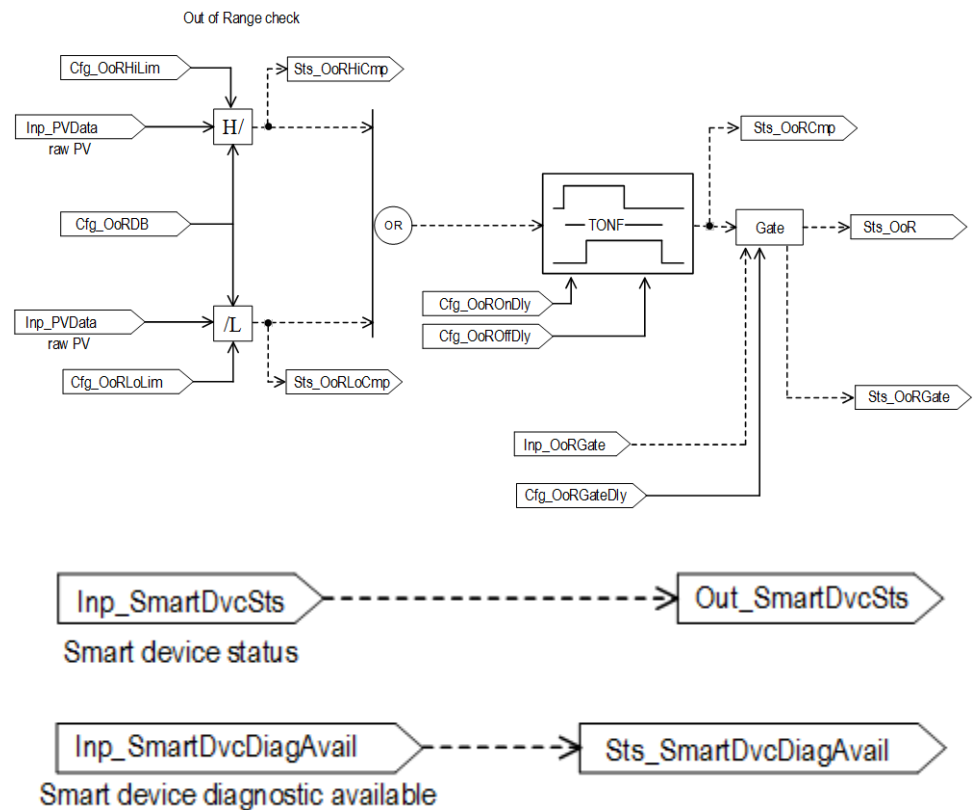 Out of Range check
Cfg_OoRHiLim
Sts_OoRHiCmp
Inp_PVData
raw PV
H/
Sts_OoRCmp
Cfg_OoRDB
OR
TONF
Gate
Sts_OoR
Inp_PVData
raw PV
/L
Cfg_OoROnDly
Cfg_OoROffDly
Cfg_OoRLoLim
Sts_OoRLoCmp
Sts_OoRGate
Inp_OoRGate
Cfg_OoRGateDly
Inp_SmartDvcSts
Out_SmartDvcSts
Smart device status
Inp_SmartDvcDiagAvail
Sts_SmartDvcDiagAvail
Smart device diagnostic available